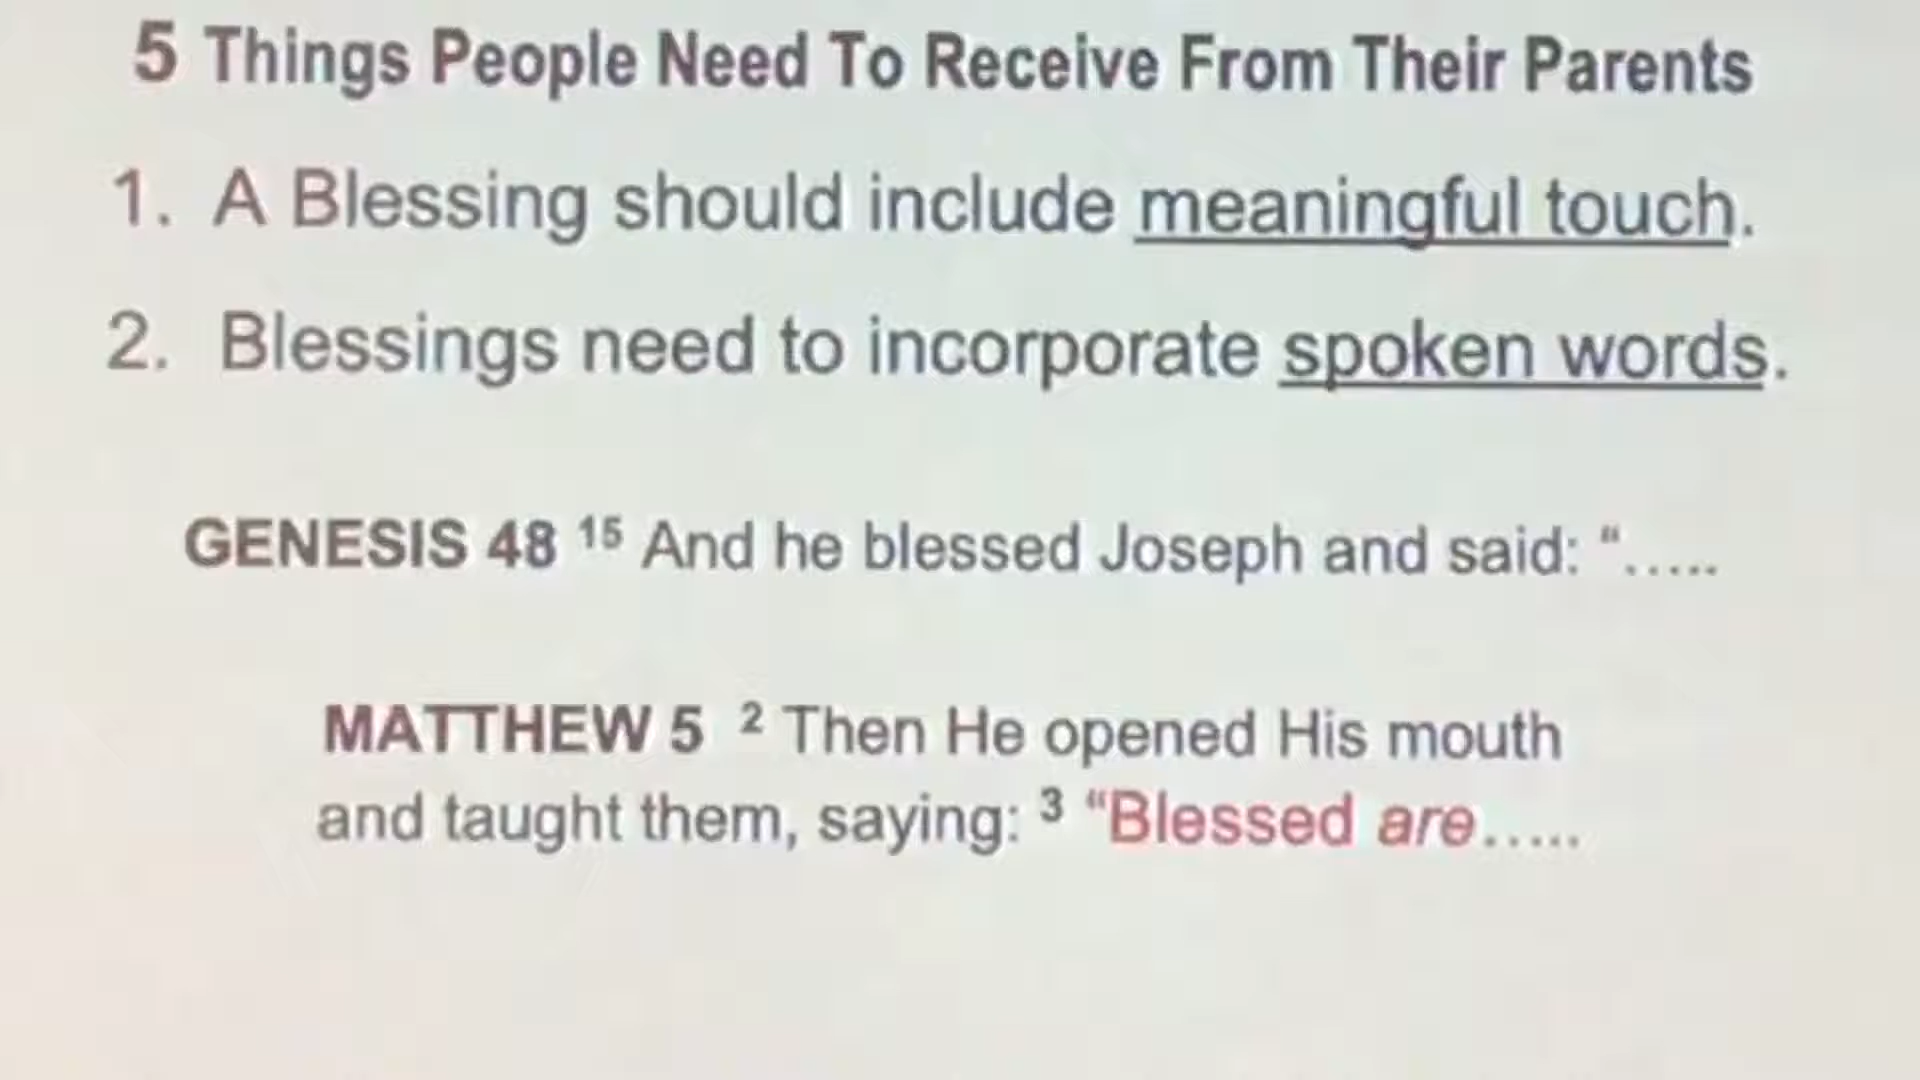 5 Things People Need To Receive From Their Parents
1. A Blessing should include meaningful touch.
2. Blessings need to incorporate spoken words.
GENESIS 48 15 And he blessed Joseph and said: “.....
MATTHEW 5 2 Then He opened His mouth
and taught them, saying: 3 “Blessed are.....